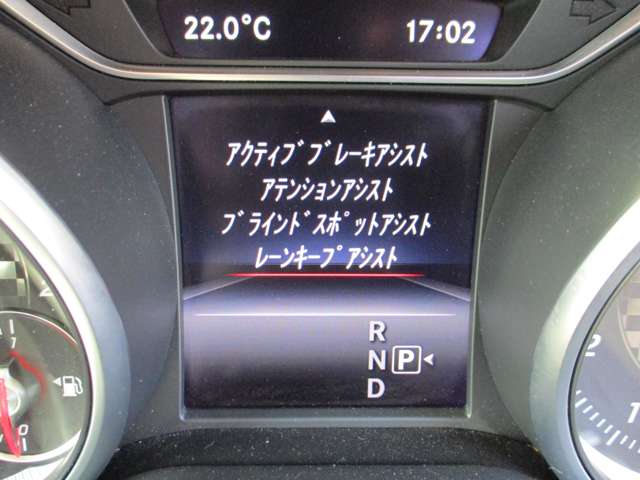 22.0°C 17:02
アクティブブレーキアシスト
アテンションアシスト
ブラインドスポットアシスト
レーンキープアシスト
R
N P
D
2
1